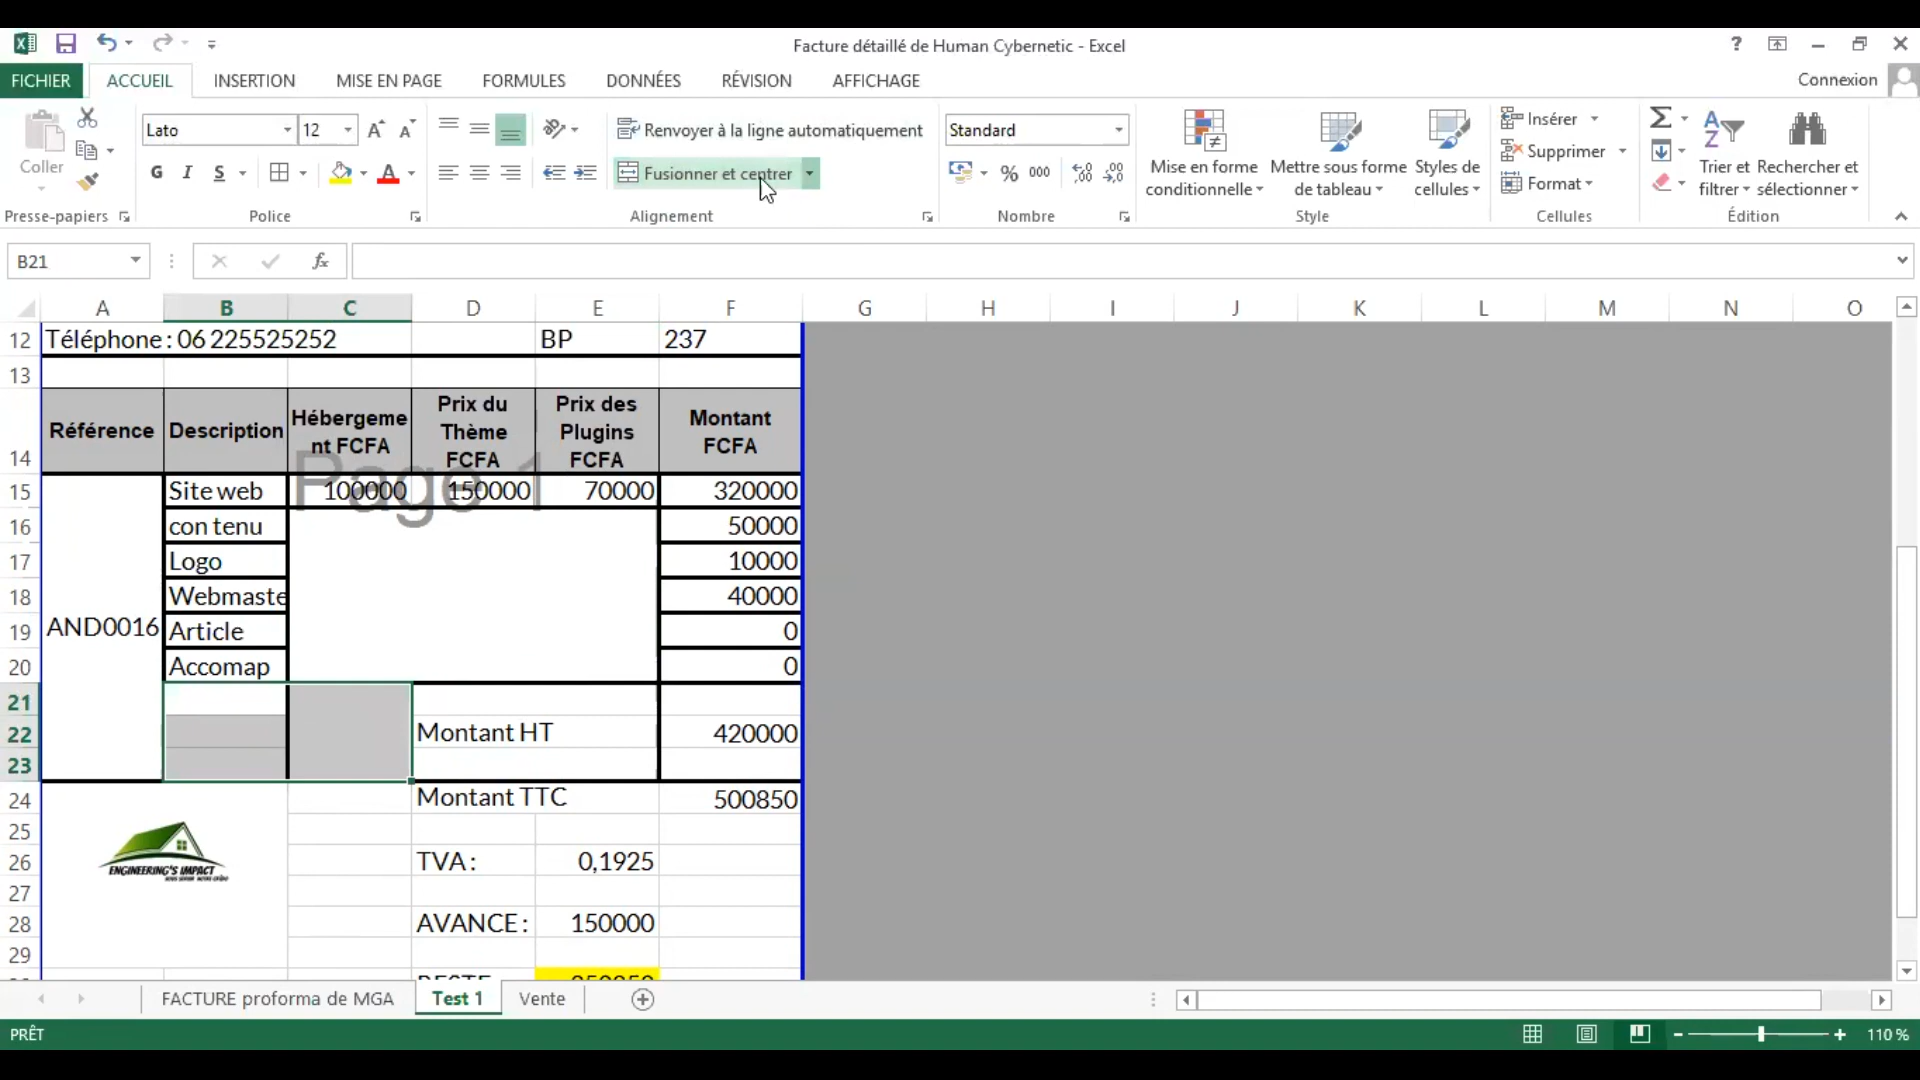 Facture détaillé de Human Cybernetic - Excel
?
FICHIER ACCUEIL INSERTION MISE EN PAGE FORMULES DONNÉES RÉVISION AFFICHAGE Connexion
Coller
Presse-papiers
Lato 12
G I S
Police
Renvoyer à la ligne automatiquement
Fusionner et centrer
Alignement
Standard
% 000
Nombre
Mise en forme conditionnelle
Mettre sous forme de tableau
Styles de cellules
Style
Insérer
Supprimer
Format
Cellules
Trier et filtrer
Rechercher et sélectionner
Édition
B21 fx
A B C D E F G H I J K L M N O
12 Téléphone : 06 225525252 BP 237
13
14 Référence Description Hébergeme nt FCFA Prix du Thème FCFA Prix des Plugins FCFA Montant FCFA
Page 1
15 Site web 100000 150000 70000 320000
16 con tenu 50000
17 Logo 10000
18 Webmaste 40000
19 AND0016 Article 0
20 Accomap 0
21
22 Montant HT 420000
23
24 Montant TTC 500850
25
26 TVA : 0,1925
27
28 AVANCE : 150000
29
ENGINEERING'S IMPACT
FACTURE proforma de MGA Test 1 Vente
PRÊT 110 %